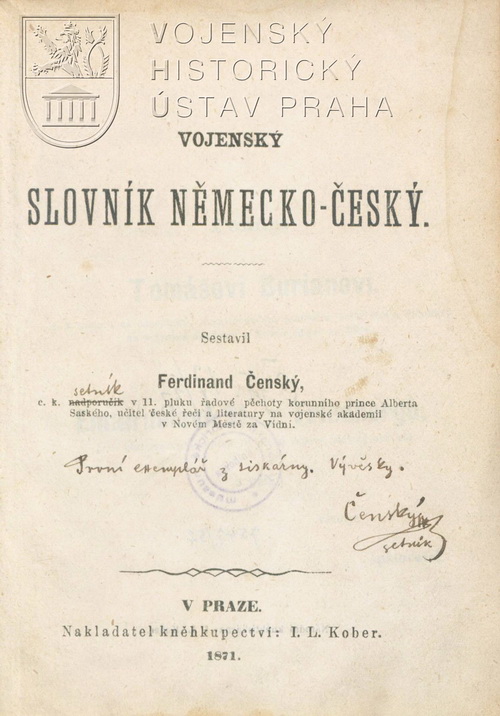 VOJENSKÝ
HISTORICKÝ
ÚSTAV PRAHA
VOJENSKÝ
SLOVNÍK NĚMECKO-ČESKÝ.
Sestavil
setník
Ferdinand Čenský,
c. k. nadporučík v 11. pluku řadové pěchoty korunního prince Alberta
Saského, učitel české řeči a literatury na vojenské akademii
v Novém Městě za Vídní.
První exemplář z tiskárny. Výtěsky.
Čenský
setník
V PRAZE.
Nakladatel kněhkupectví: I. L. Kober.
1871.